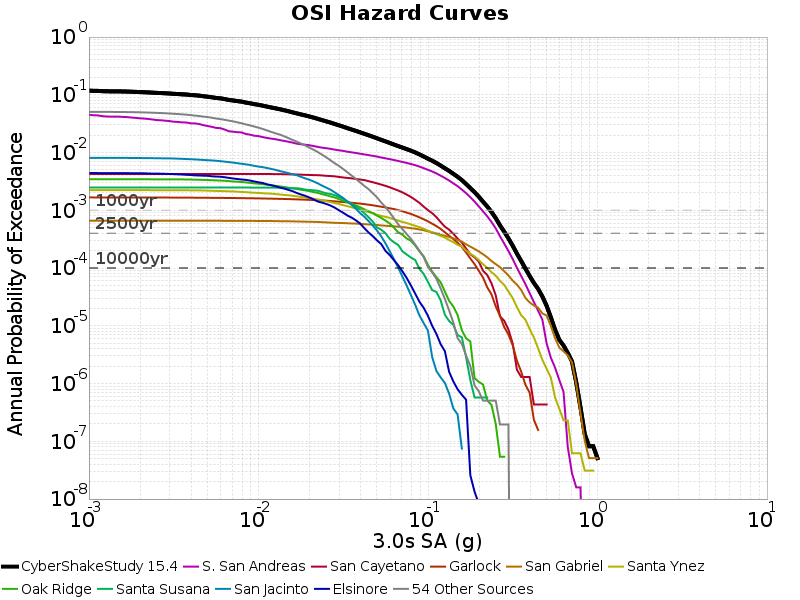 OSI Hazard Curves
Annual Probability of Exceedance
10^0
10^-1
10^-2
10^-3
10^-4
10^-5
10^-6
10^-7
10^-8
1000yr
2500yr
10000yr
10^-3 10^-2 10^-1 10^0 10^1
3.0s SA (g)
CyberShakeStudy 15.4 S. San Andreas San Cayetano Garlock San Gabriel Santa Ynez
Oak Ridge Santa Susana San Jacinto Elsinore 54 Other Sources